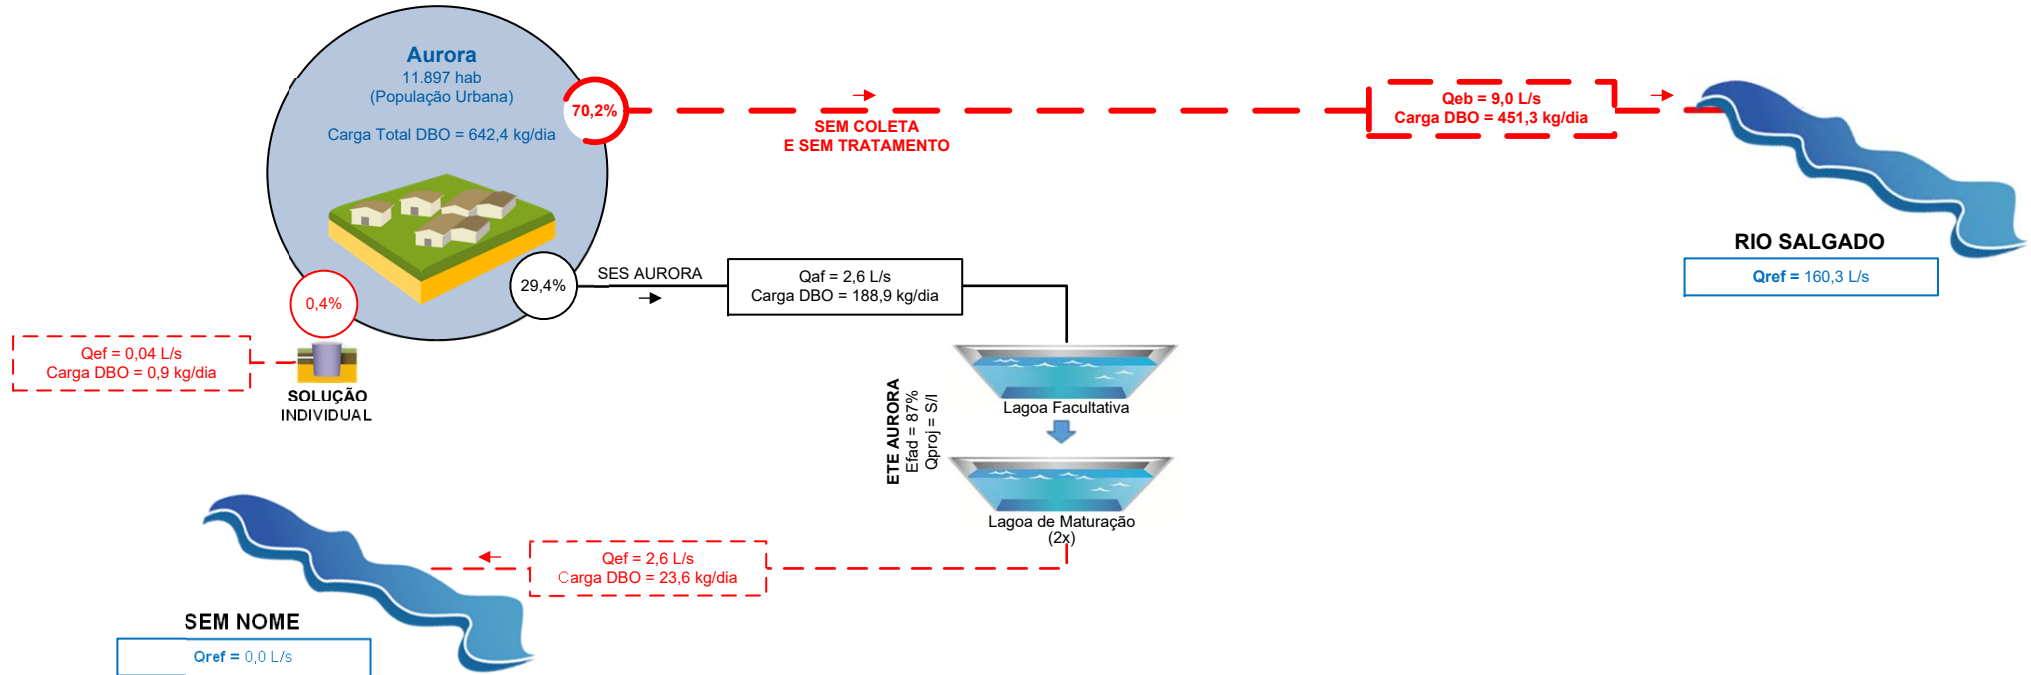 Aurora
11.897 hab
(População Urbana)
Carga Total DBO = 642,4 kg/dia
70,2%
SEM COLETA
E SEM TRATAMENTO
Qeb = 9,0 L/s
Carga DBO = 451,3 kg/dia
RIO SALGADO
Qref = 160,3 L/s
29,4%
SES AURORA
Qaf = 2,6 L/s
Carga DBO = 188,9 kg/dia
0,4%
Qef = 0,04 L/s
Carga DBO = 0,9 kg/dia
SOLUÇÃO
INDIVIDUAL
ETE AURORA
Efad = 87%
Qproj = S/I
Lagoa Facultativa
Lagoa de Maturação
(2x)
Qef = 2,6 L/s
Carga DBO = 23,6 kg/dia
SEM NOME
Qref = 0,0 L/s